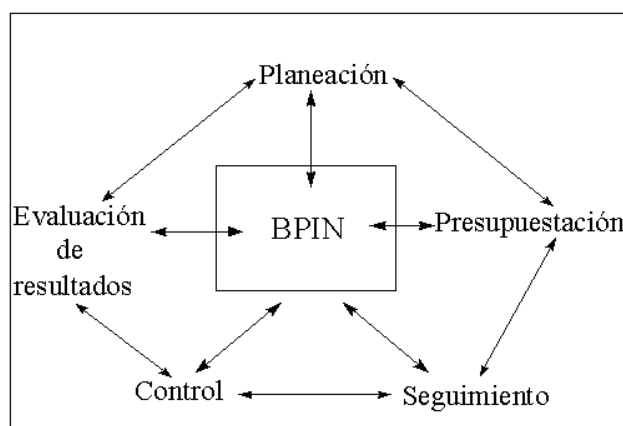 Planeación
Evaluación
de
resultados
BPIN
Presupuestación
Control
Seguimiento